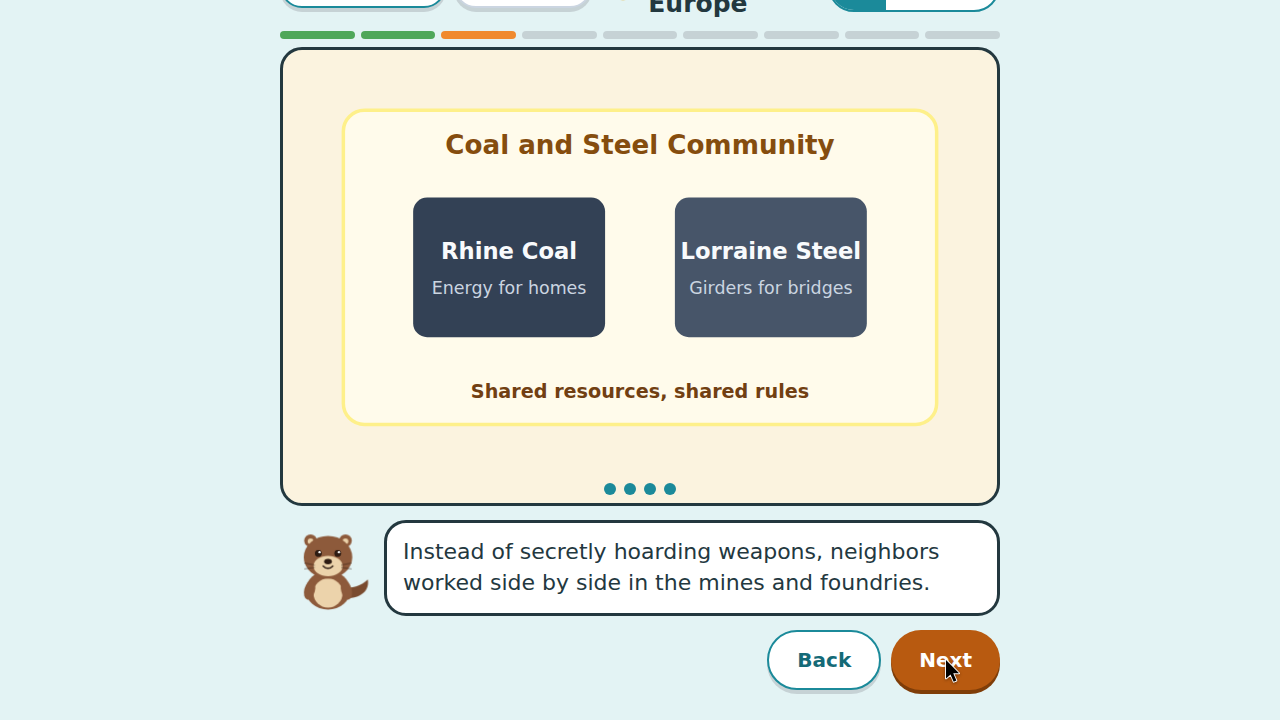 Europe
Coal and Steel Community
Rhine Coal
Energy for homes
Lorraine Steel
Girders for bridges
Shared resources, shared rules
Instead of secretly hoarding weapons, neighbors
worked side by side in the mines and foundries.
Back
Next